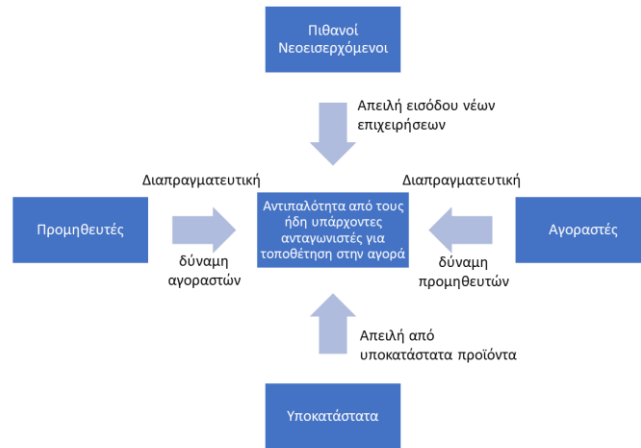 Πιθανοί
Νεοεισερχόμενοι
Απειλή εισόδου νέων
επιχειρήσεων
Διαπραγματευτική
Διαπραγματευτική
Προμηθευτές
Αντιπαλότητα από τους
ήδη υπάρχοντες
ανταγωνιστές για
τοποθέτηση στην αγορά
Αγοραστές
δύναμη
αγοραστών
δύναμη
προμηθευτών
Απειλή από
υποκατάστατα προϊόντα
Υποκατάστατα